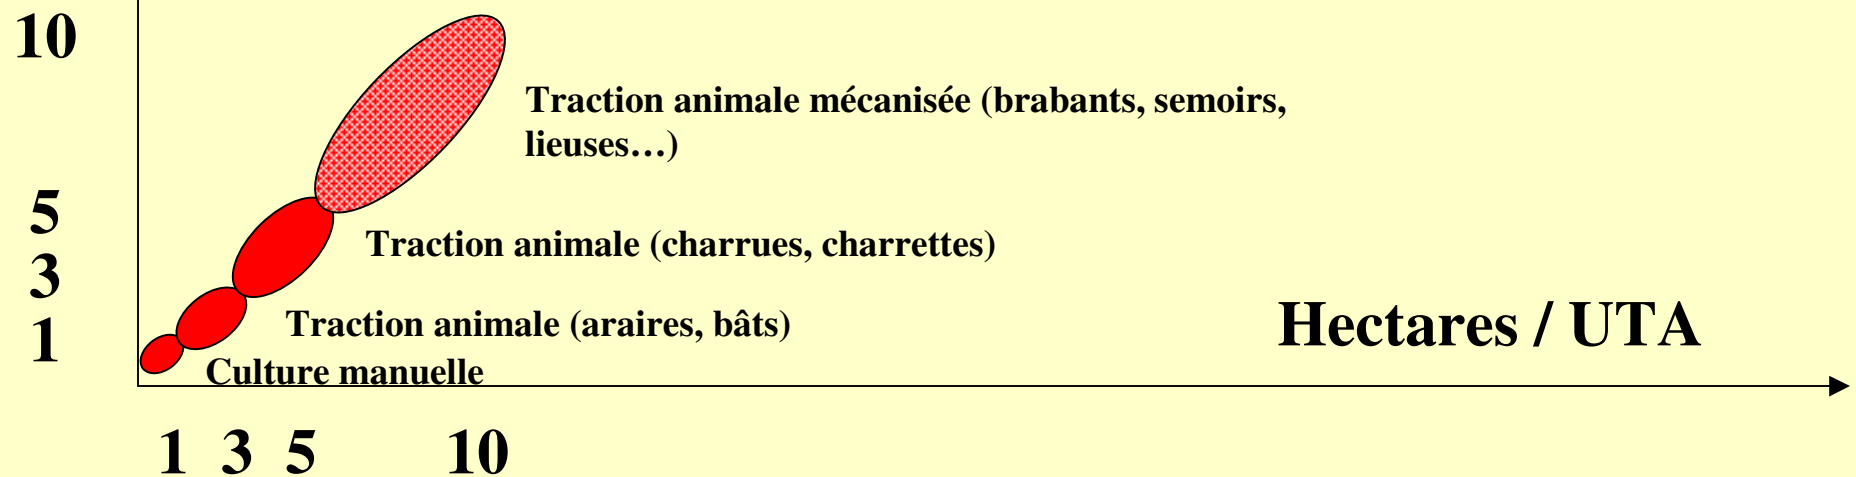 10
Traction animale mécanisée (brabants, semoirs,
lieuses…)
5
Traction animale (charrues, charrettes)
3
1
Traction animale (araires, bâts)
Hectares / UTA
Culture manuelle
1 3 5 10